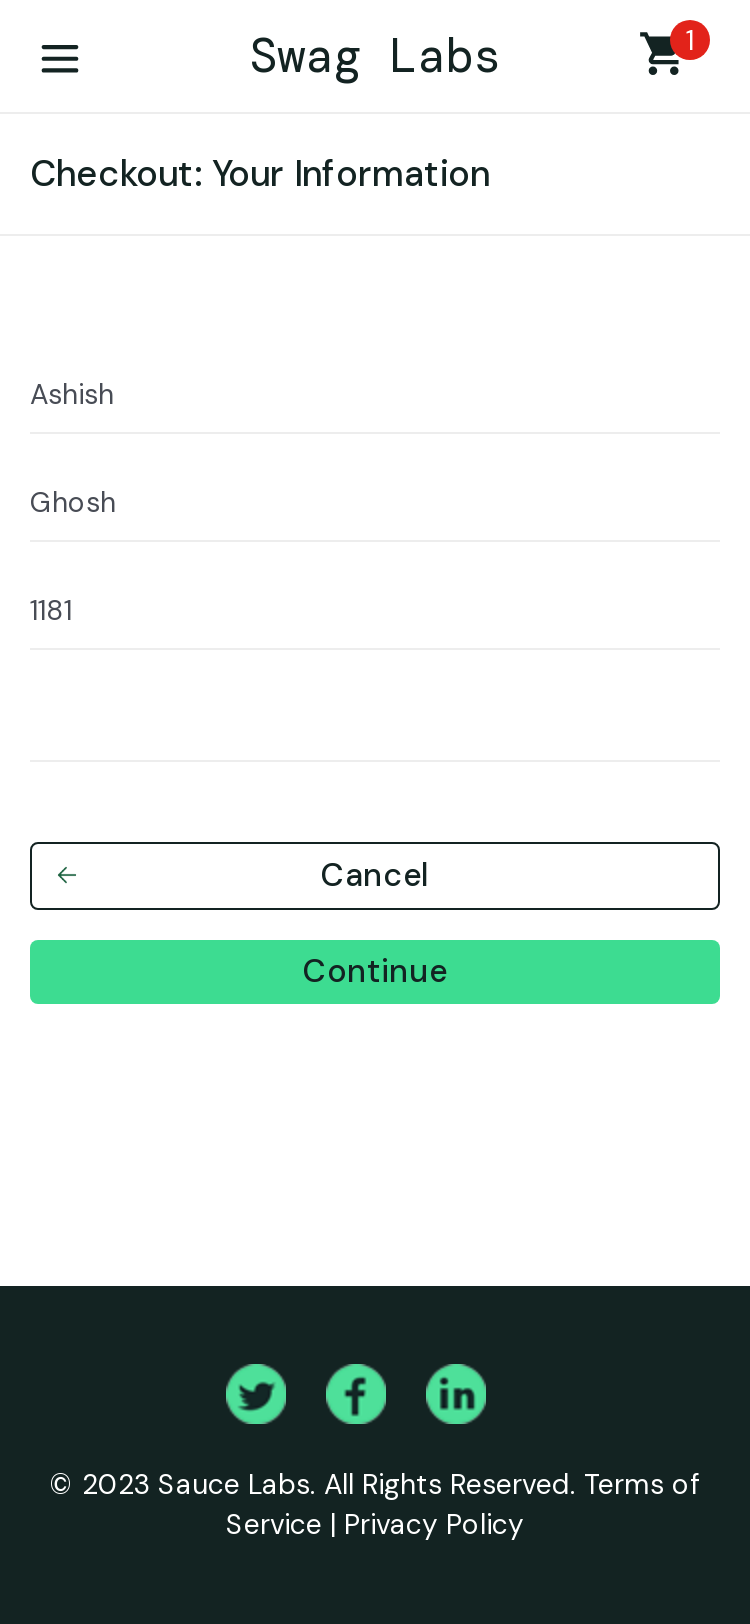 Swag Labs
1
Checkout: Your Information
Ashish
Ghosh
1181
Cancel
Continue
© 2023 Sauce Labs. All Rights Reserved. Terms of
Service | Privacy Policy